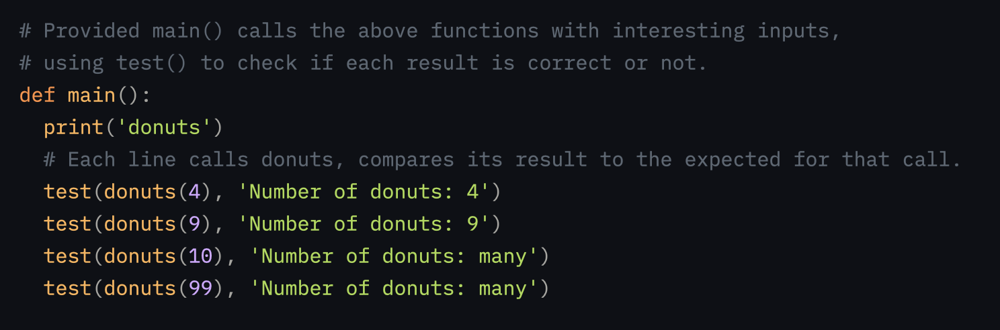 # Provided main() calls the above functions with interesting inputs,
# using test() to check if each result is correct or not.
def main():
  print('donuts')
  # Each line calls donuts, compares its result to the expected for that call.
  test(donuts(4), 'Number of donuts: 4')
  test(donuts(9), 'Number of donuts: 9')
  test(donuts(10), 'Number of donuts: many')
  test(donuts(99), 'Number of donuts: many')